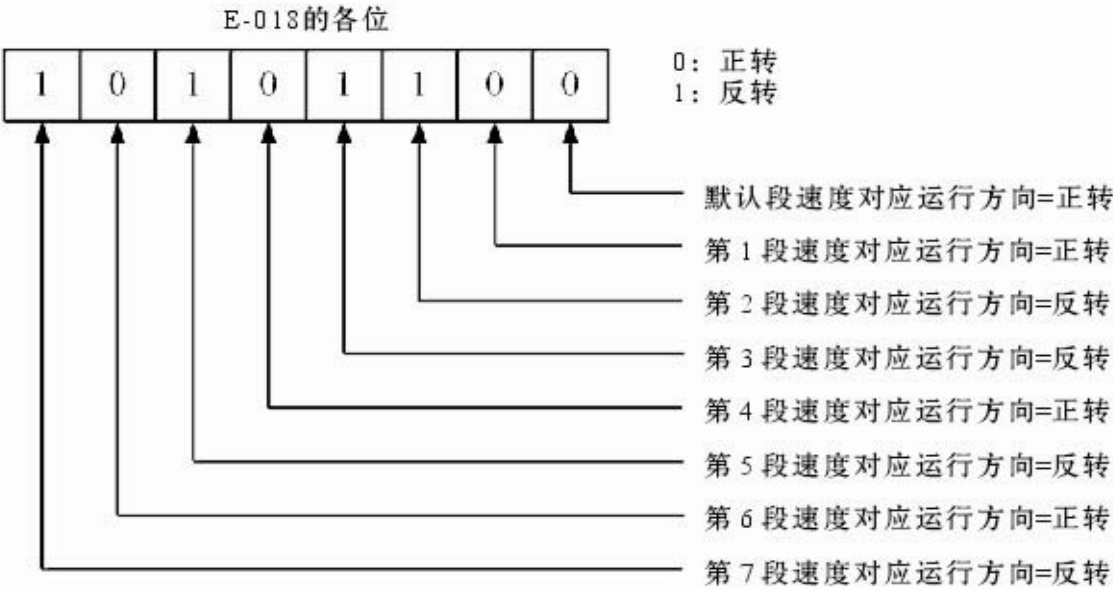 E-018的各位
1 0 1 0 1 1 0 0
0: 正转
1: 反转
默认段速度对应运行方向=正转
第1段速度对应运行方向=正转
第2段速度对应运行方向=反转
第3段速度对应运行方向=反转
第4段速度对应运行方向=正转
第5段速度对应运行方向=反转
第6段速度对应运行方向=正转
第7段速度对应运行方向=反转